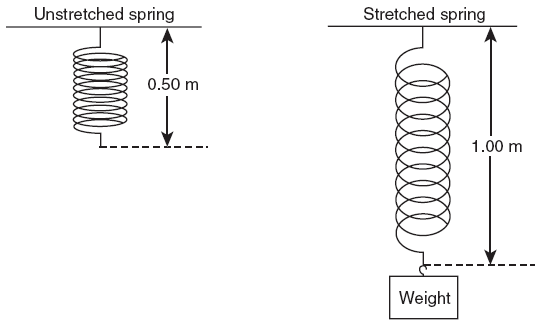 Unstretched spring
0.50 m
Stretched spring
1.00 m
Weight